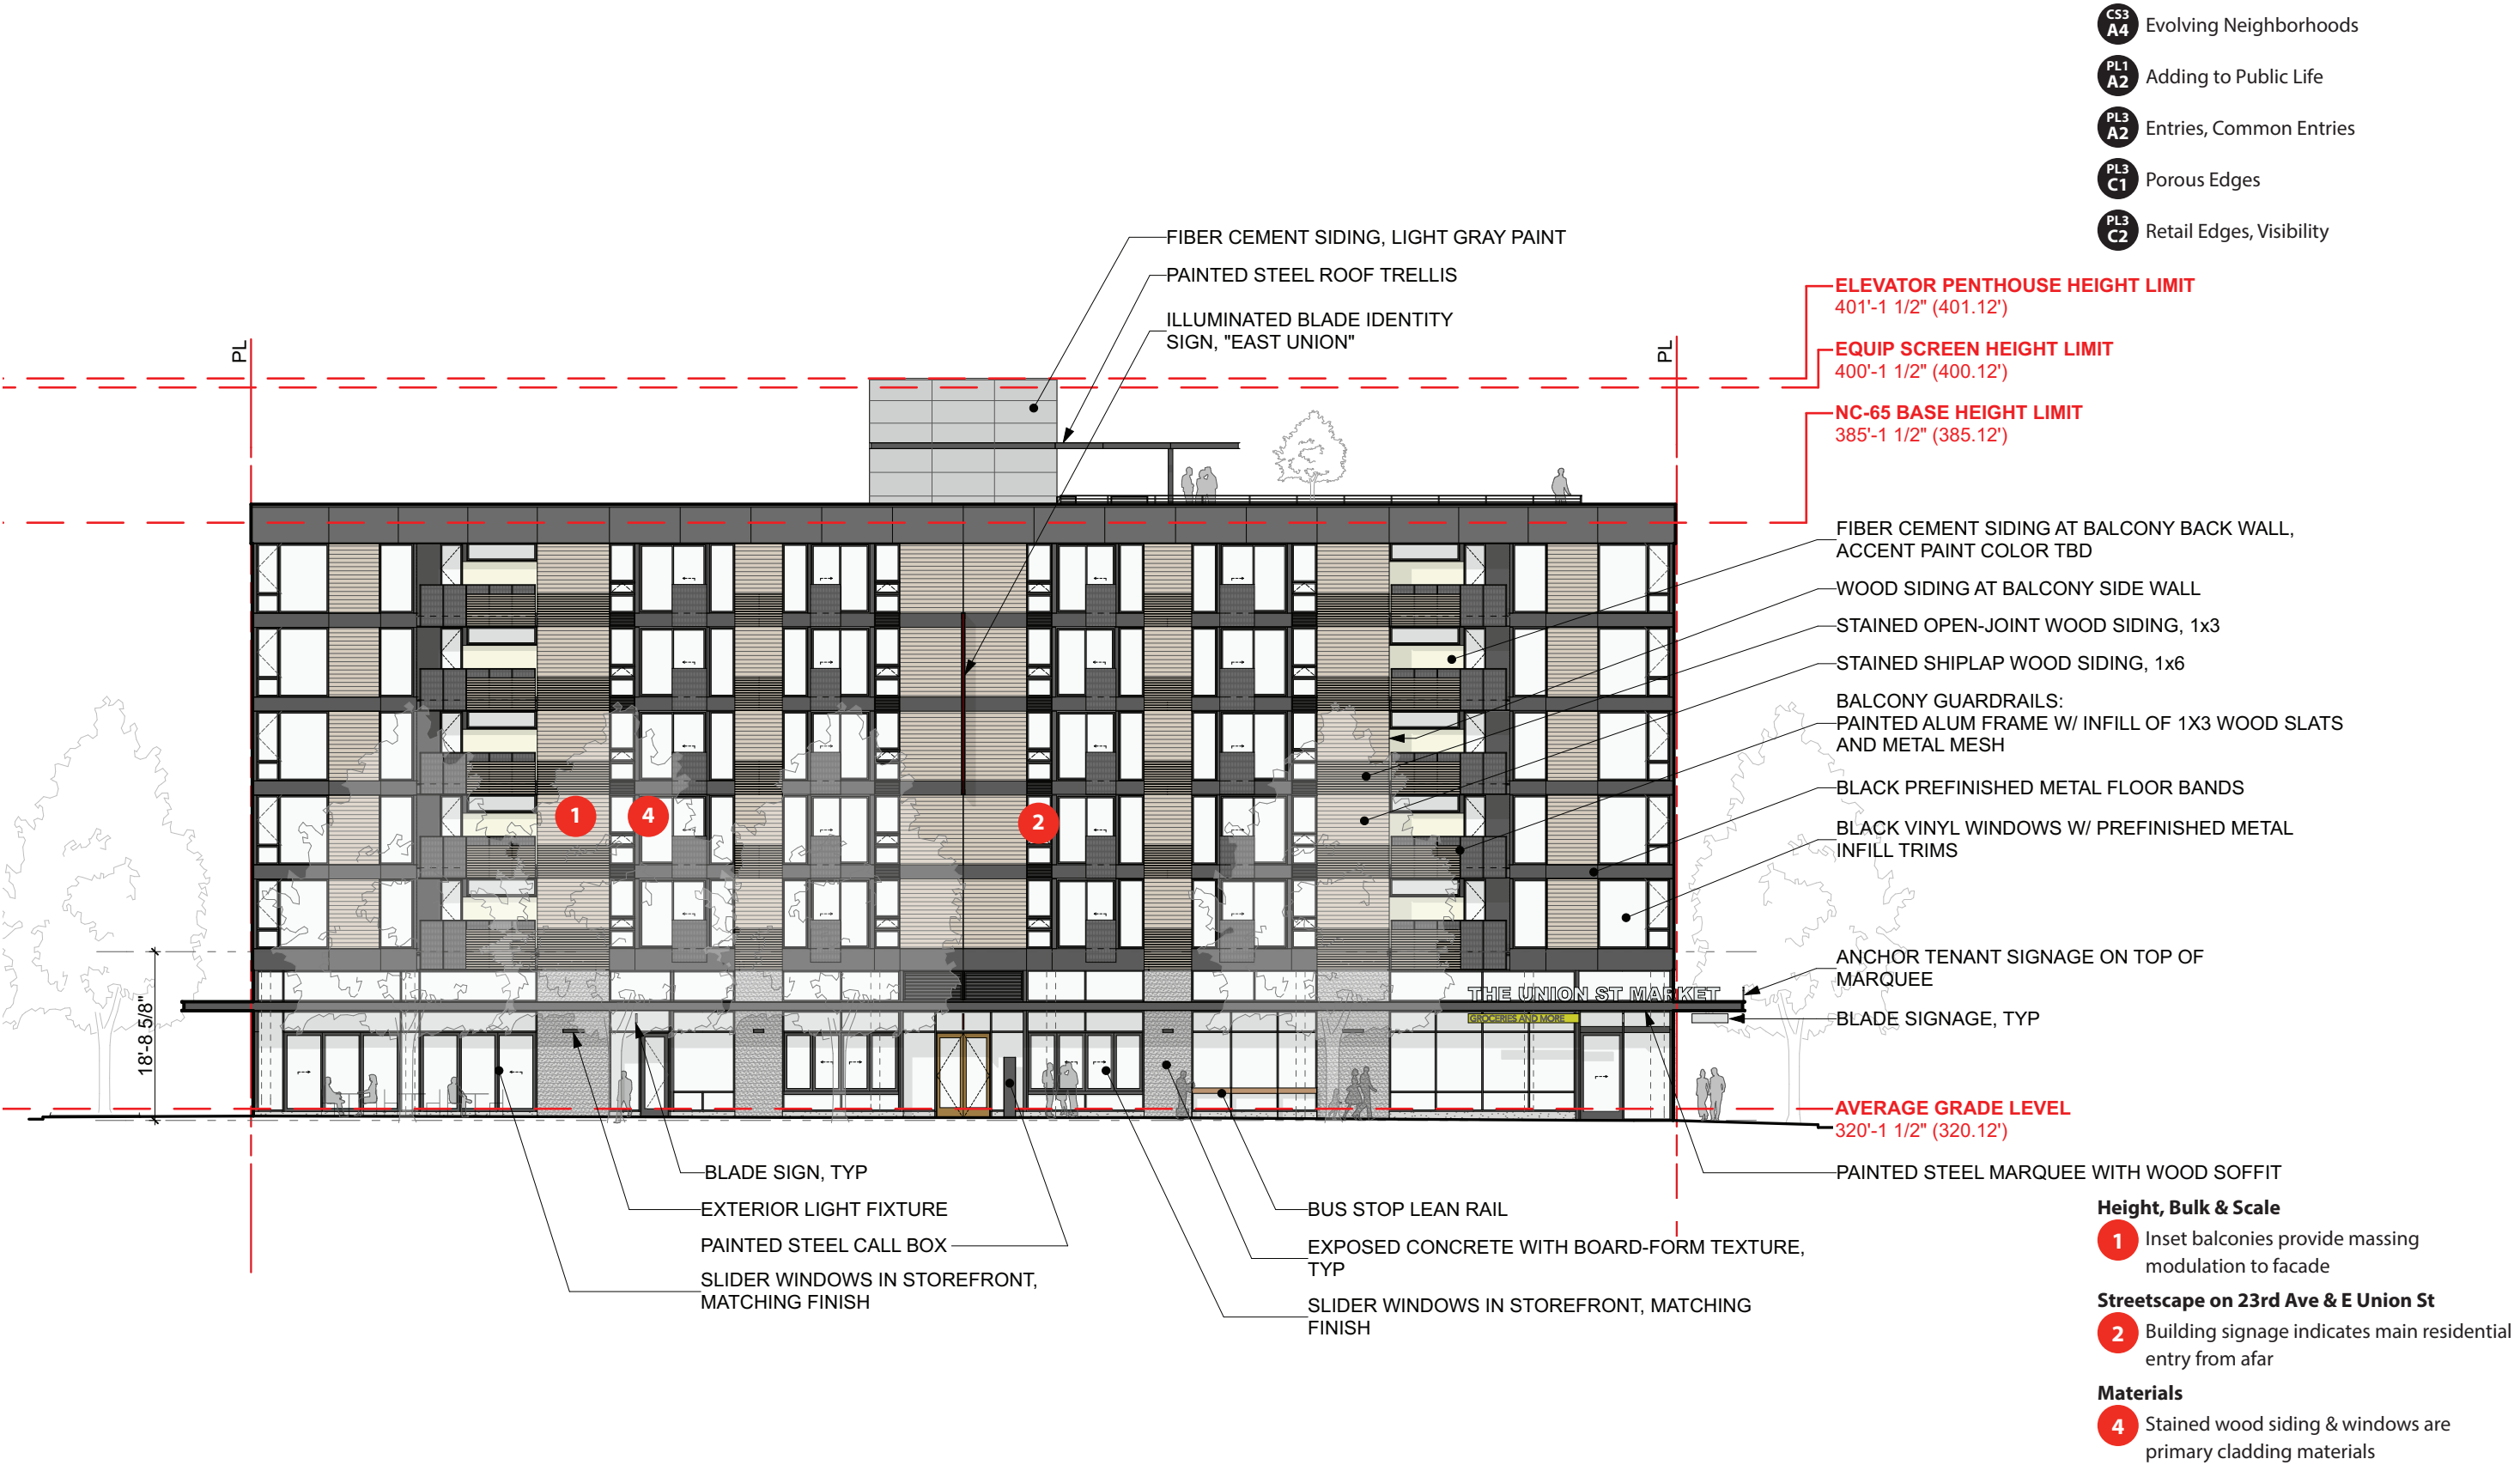 CS3
A4 Evolving Neighborhoods
PL1
A2 Adding to Public Life
PL3
A2 Entries, Common Entries
PL3
C1 Porous Edges
PL3
C2 Retail Edges, Visibility
FIBER CEMENT SIDING, LIGHT GRAY PAINT
PAINTED STEEL ROOF TRELLIS
ILLUMINATED BLADE IDENTITY
SIGN, "EAST UNION"
PL
PL
ELEVATOR PENTHOUSE HEIGHT LIMIT
401'-1 1/2" (401.12')
EQUIP SCREEN HEIGHT LIMIT
400'-1 1/2" (400.12')
NC-65 BASE HEIGHT LIMIT
385'-1 1/2" (385.12')
FIBER CEMENT SIDING AT BALCONY BACK WALL,
ACCENT PAINT COLOR TBD
WOOD SIDING AT BALCONY SIDE WALL
STAINED OPEN-JOINT WOOD SIDING, 1x3
STAINED SHIPLAP WOOD SIDING, 1x6
BALCONY GUARDRAILS:
PAINTED ALUM FRAME W/ INFILL OF 1X3 WOOD SLATS
AND METAL MESH
BLACK PREFINISHED METAL FLOOR BANDS
BLACK VINYL WINDOWS W/ PREFINISHED METAL
INFILL TRIMS
1
4
2
ANCHOR TENANT SIGNAGE ON TOP OF
MARQUEE
THE UNION ST MARKET
GROCERIES AND MORE
BLADE SIGNAGE, TYP
18'-8 5/8"
AVERAGE GRADE LEVEL
320'-1 1/2" (320.12')
PAINTED STEEL MARQUEE WITH WOOD SOFFIT
BLADE SIGN, TYP
EXTERIOR LIGHT FIXTURE
PAINTED STEEL CALL BOX
SLIDER WINDOWS IN STOREFRONT,
MATCHING FINISH
BUS STOP LEAN RAIL
EXPOSED CONCRETE WITH BOARD-FORM TEXTURE,
TYP
SLIDER WINDOWS IN STOREFRONT, MATCHING
FINISH
Height, Bulk & Scale
1 Inset balconies provide massing
modulation to facade
Streetscape on 23rd Ave & E Union St
2 Building signage indicates main residential
entry from afar
Materials
4 Stained wood siding & windows are
primary cladding materials